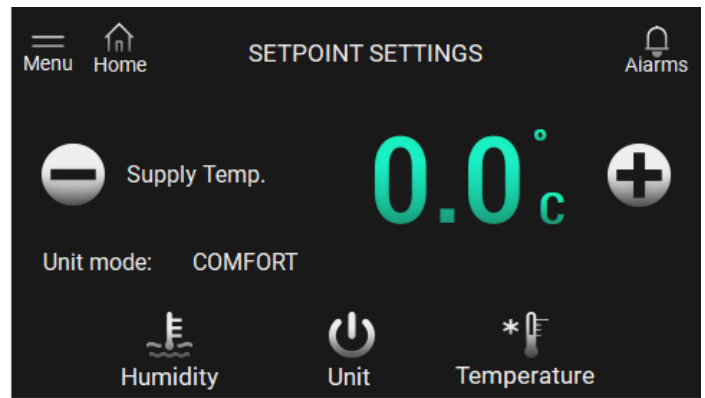 SETPOINT SETTINGS
Menu Home
Alarms
Supply Temp.
0.0°C
Unit mode: COMFORT
Humidity
Unit
Temperature